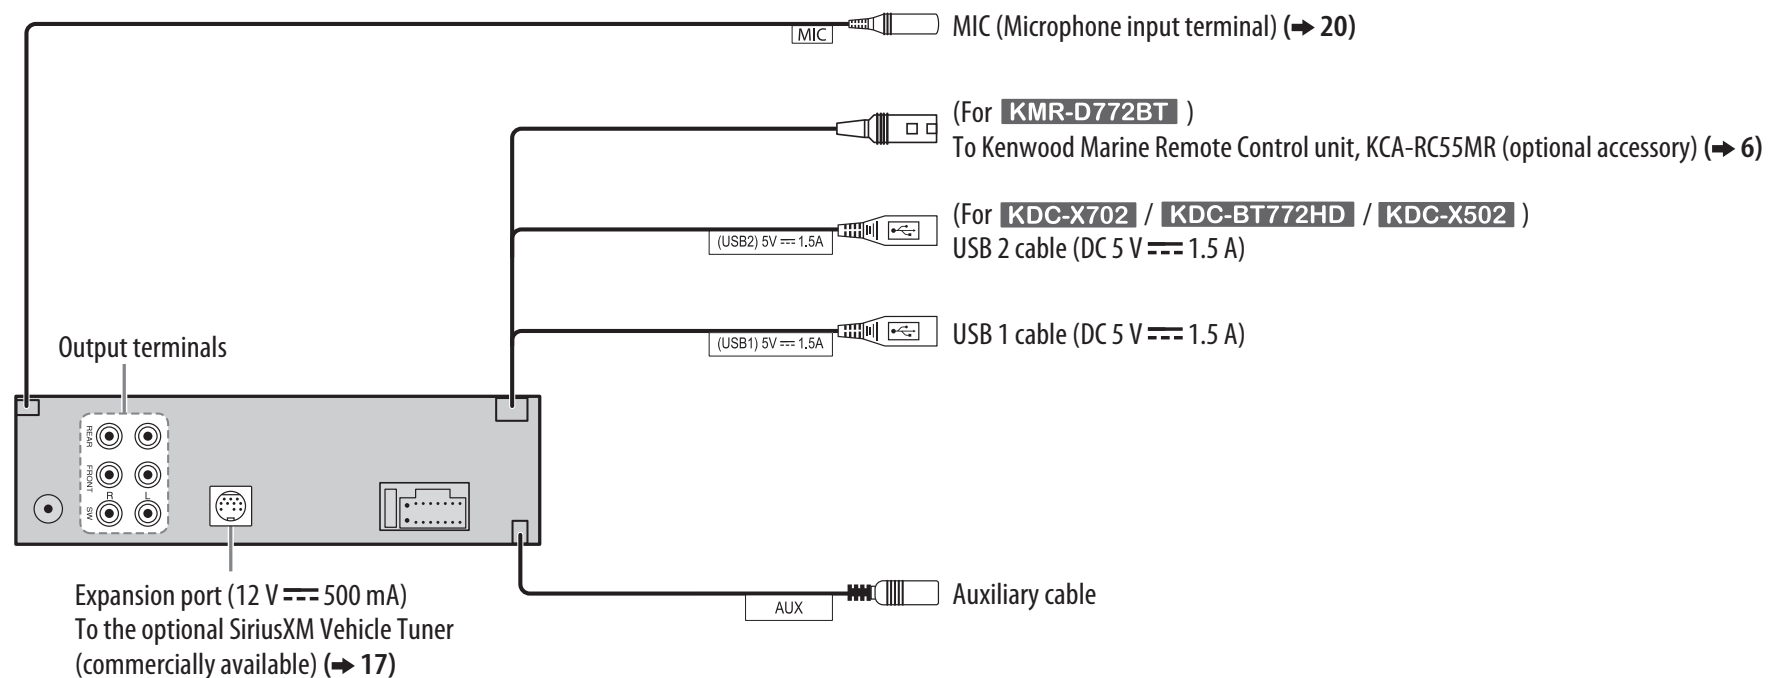 MIC
MIC (Microphone input terminal) (➜ 20)
(For KMR-D772BT )
To Kenwood Marine Remote Control unit, KCA-RC55MR (optional accessory) (➜ 6)
(For KDC-X702 / KDC-BT772HD / KDC-X502 )
(USB2) 5V ⎓ 1.5A
USB 2 cable (DC 5 V ⎓ 1.5 A)
(USB1) 5V ⎓ 1.5A
USB 1 cable (DC 5 V ⎓ 1.5 A)
Output terminals
REAR
FRONT
R L
SW
Expansion port (12 V ⎓ 500 mA)
To the optional SiriusXM Vehicle Tuner
(commercially available) (➜ 17)
AUX
Auxiliary cable